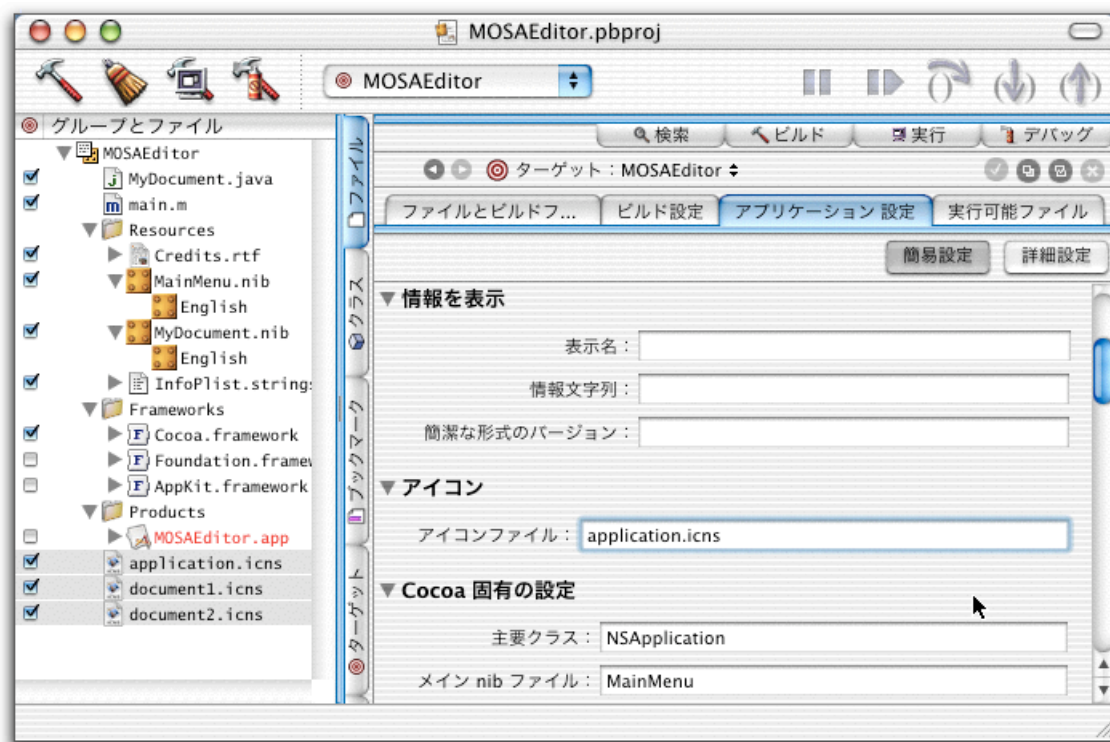 MOSAEditor.pbproj
MOSAEditor
グループとファイル
MOSAEditor
MyDocument.java
main.m
Resources
Credits.rtf
MainMenu.nib
English
MyDocument.nib
English
InfoPlist.strings
Frameworks
Cocoa.framework
Foundation.framew
AppKit.framework
Products
MOSAEditor.app
application.icns
document1.icns
document2.icns
ファイル
クラス
ブックマーク
ターゲット
検索
ビルド
実行
デバッグ
ターゲット：MOSAEditor
ファイルとビルドフ...
ビルド設定
アプリケーション 設定
実行可能ファイル
簡易設定
詳細設定
情報を表示
表示名：
情報文字列：
簡潔な形式のバージョン：
アイコン
アイコンファイル：
application.icns
Cocoa 固有の設定
主要クラス：
NSApplication
メイン nib ファイル：
MainMenu